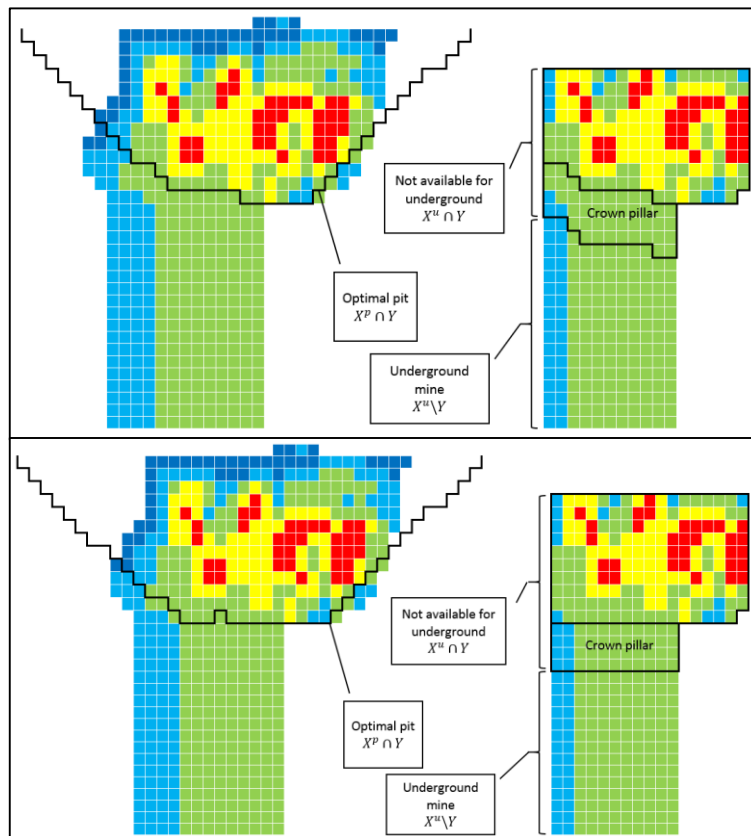 Not available for
underground
X^u ∩ Y
Crown pillar
Optimal pit
X^p ∩ Y
Underground
mine
X^u\Y
Not available for
underground
X^u ∩ Y
Crown pillar
Optimal pit
X^p ∩ Y
Underground
mine
X^u\Y